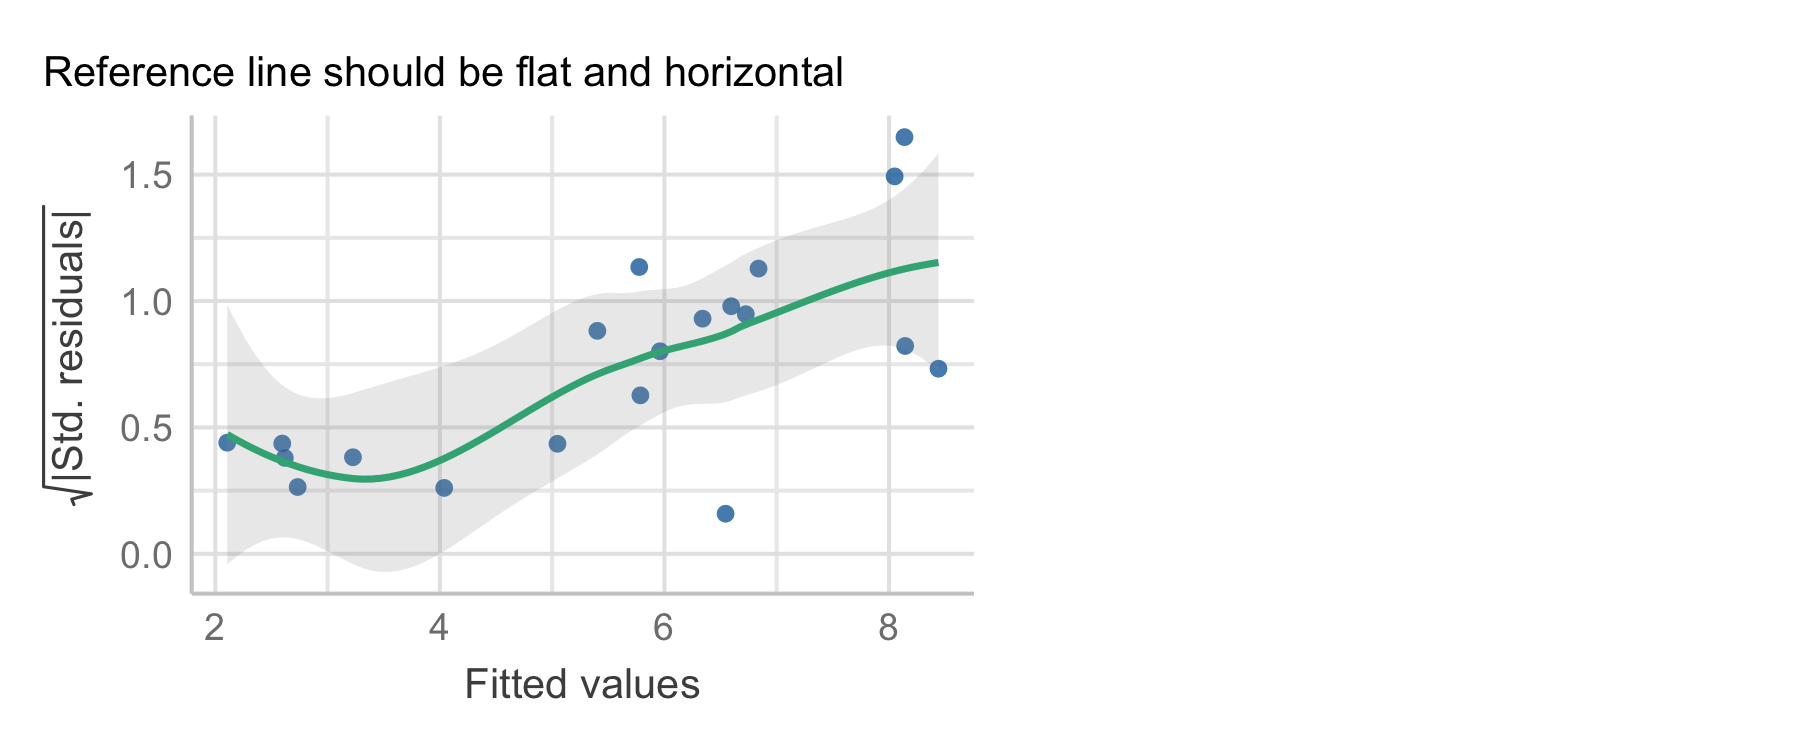 Reference line should be flat and horizontal
√|Std. residuals|
1.5
1.0
0.5
0.0
2 4 6 8
Fitted values